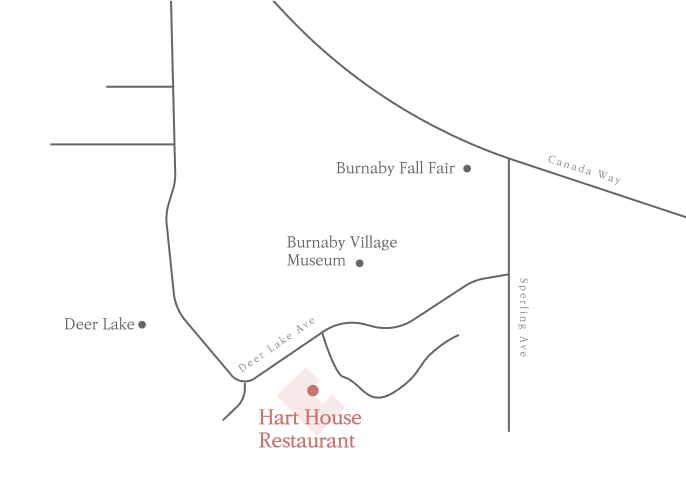 Canada Way
Burnaby Fall Fair
Burnaby Village
Museum
Sperling Ave
Deer Lake
Deer Lake Ave
Hart House
Restaurant